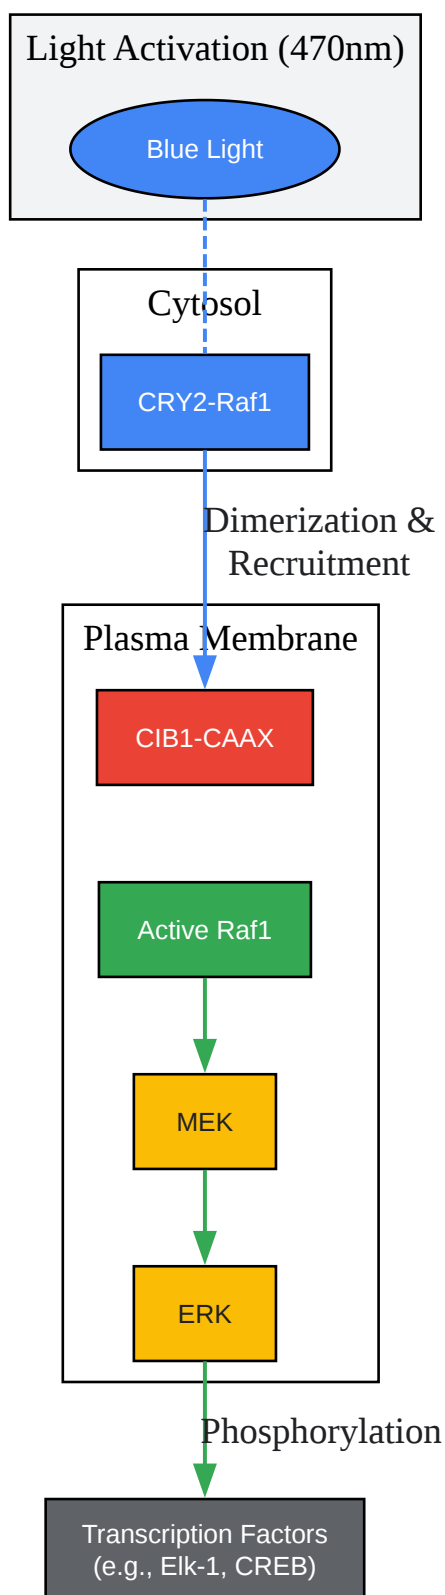 Light Activation (470nm)
Blue Light
Cytosol
CRY2-Raf1
Dimerization &
Recruitment
Plasma Membrane
CIB1-CAAX
Active Raf1
MEK
ERK
Phosphorylation
Transcription Factors
(e.g., Elk-1, CREB)